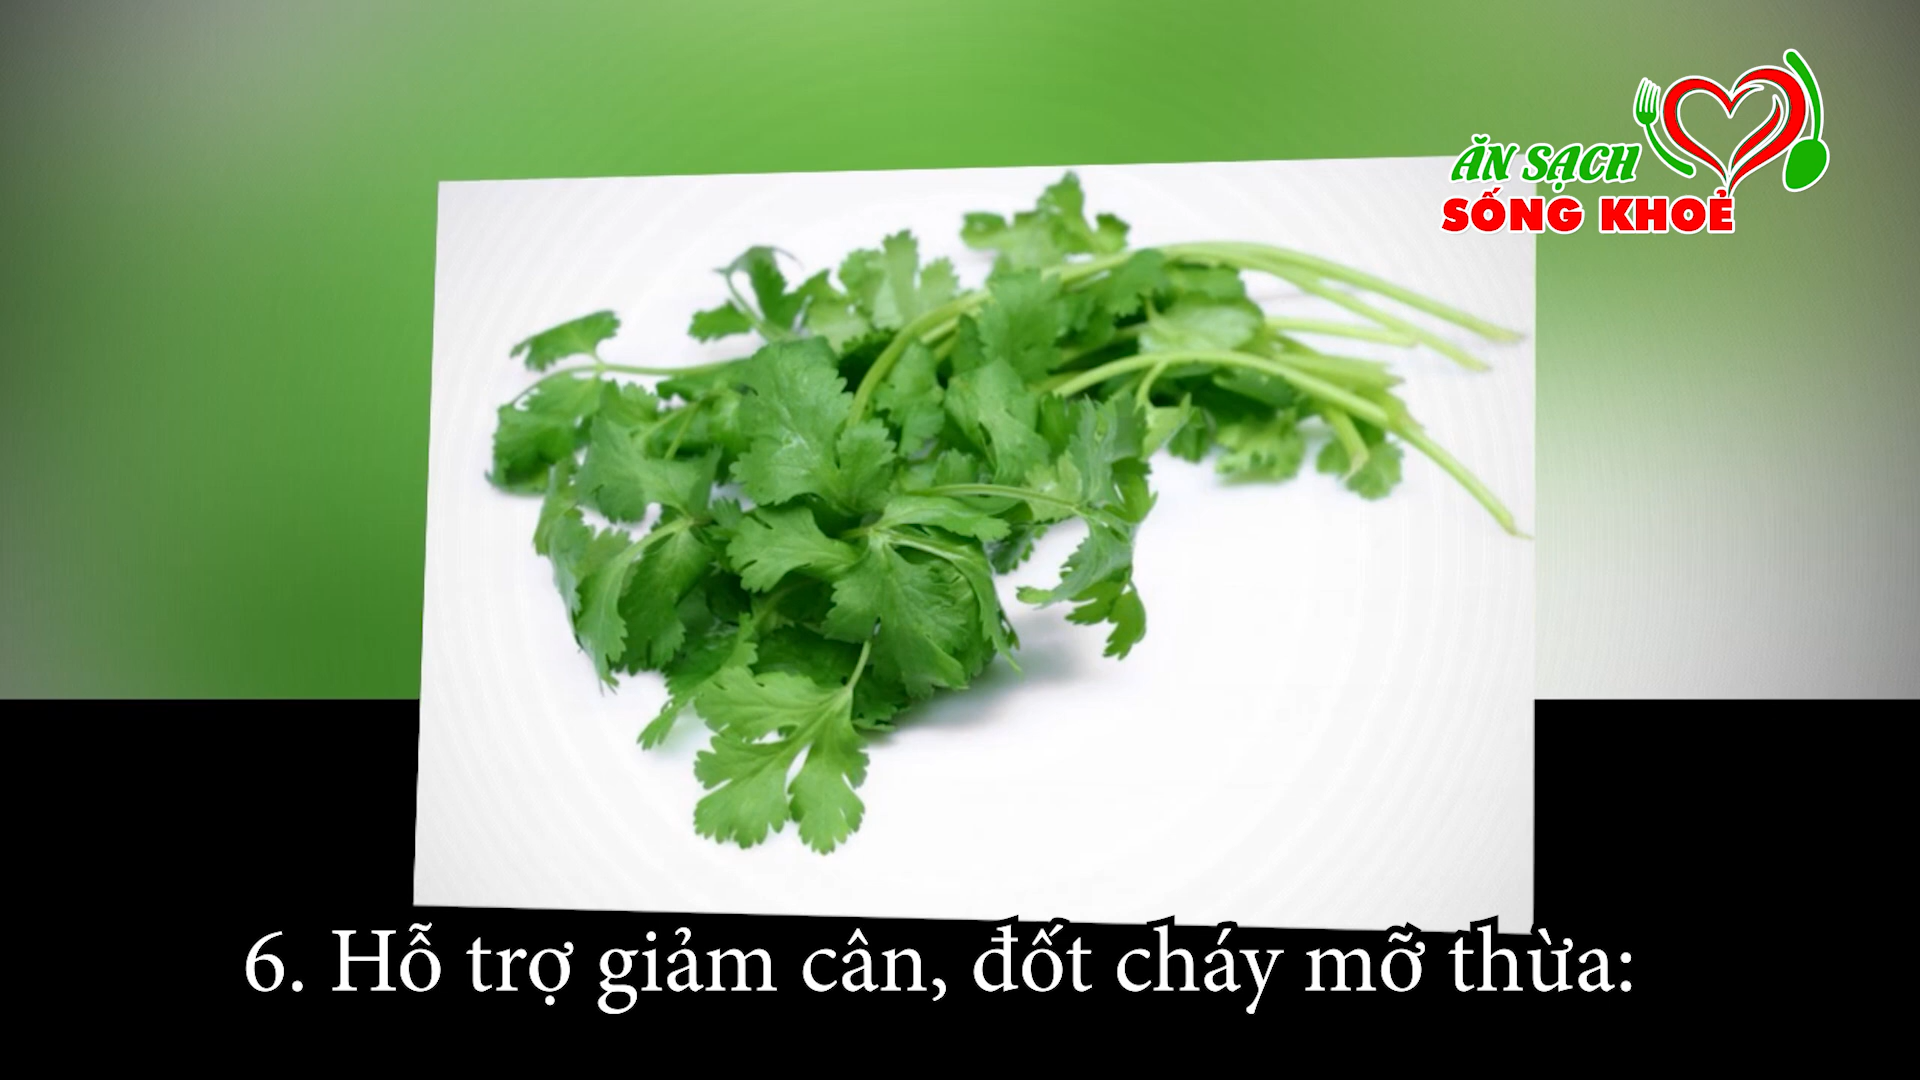 ĂN SẠCH
SỐNG KHOẺ
6. Hỗ trợ giảm cân, đốt cháy mỡ thừa: